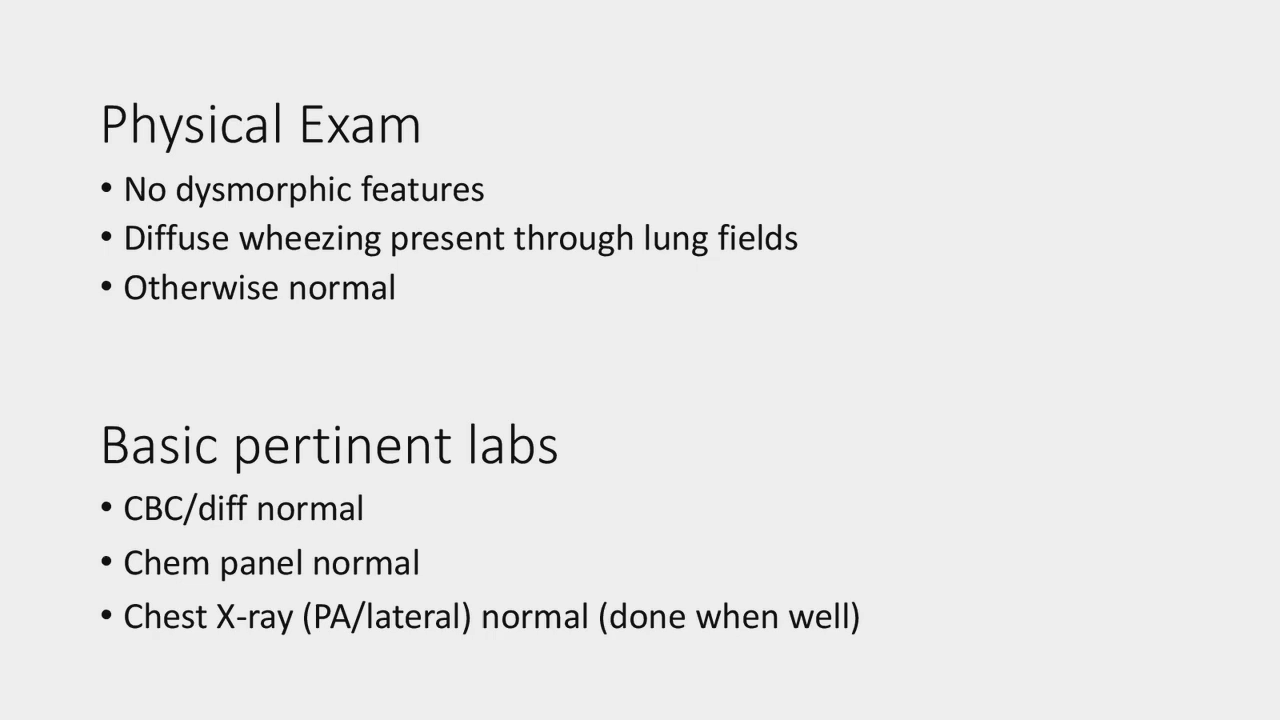 Physical Exam
• No dysmorphic features
• Diffuse wheezing present through lung fields
• Otherwise normal
Basic pertinent labs
• CBC/diff normal
• Chem panel normal
• Chest X-ray (PA/lateral) normal (done when well)